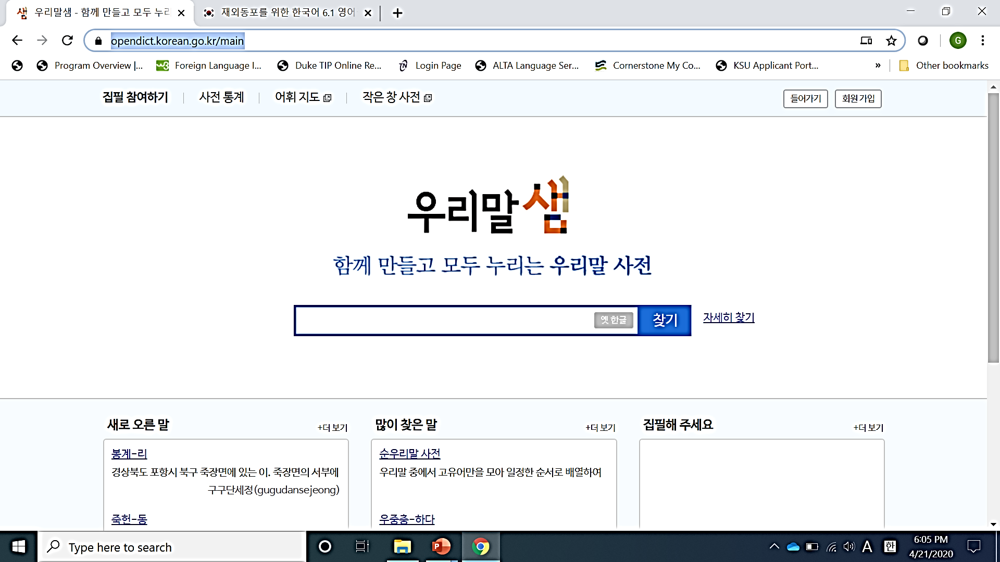 우리말샘 - 함께 만들고 모두 누리
재외동포를 위한 한국어 6.1 영어
opendict.korean.go.kr/main
G
Program Overview |...
Foreign Language I...
Duke TIP Online Re...
Login Page
ALTA Language Ser...
Cornerstone My Co...
KSU Applicant Port...
»
Other bookmarks
집필 참여하기
사전 통계
어휘 지도
작은 창 사전
들어가기
회원 가입
우리말샘
함께 만들고 모두 누리는 우리말 사전
옛 한글
찾기
자세히 찾기
새로 오른 말
+더 보기
봉계-리
경상북도 포항시 북구 죽장면에 있는 이. 죽장면의 서부에
구구단세정(gugudansejeong)
죽헌-동
많이 찾은 말
+더 보기
순우리말 사전
우리말 중에서 고유어만을 모아 일정한 순서로 배열하여
우중충-하다
집필해 주세요
+더 보기
Type here to search
A
한
6:05 PM
4/21/2020